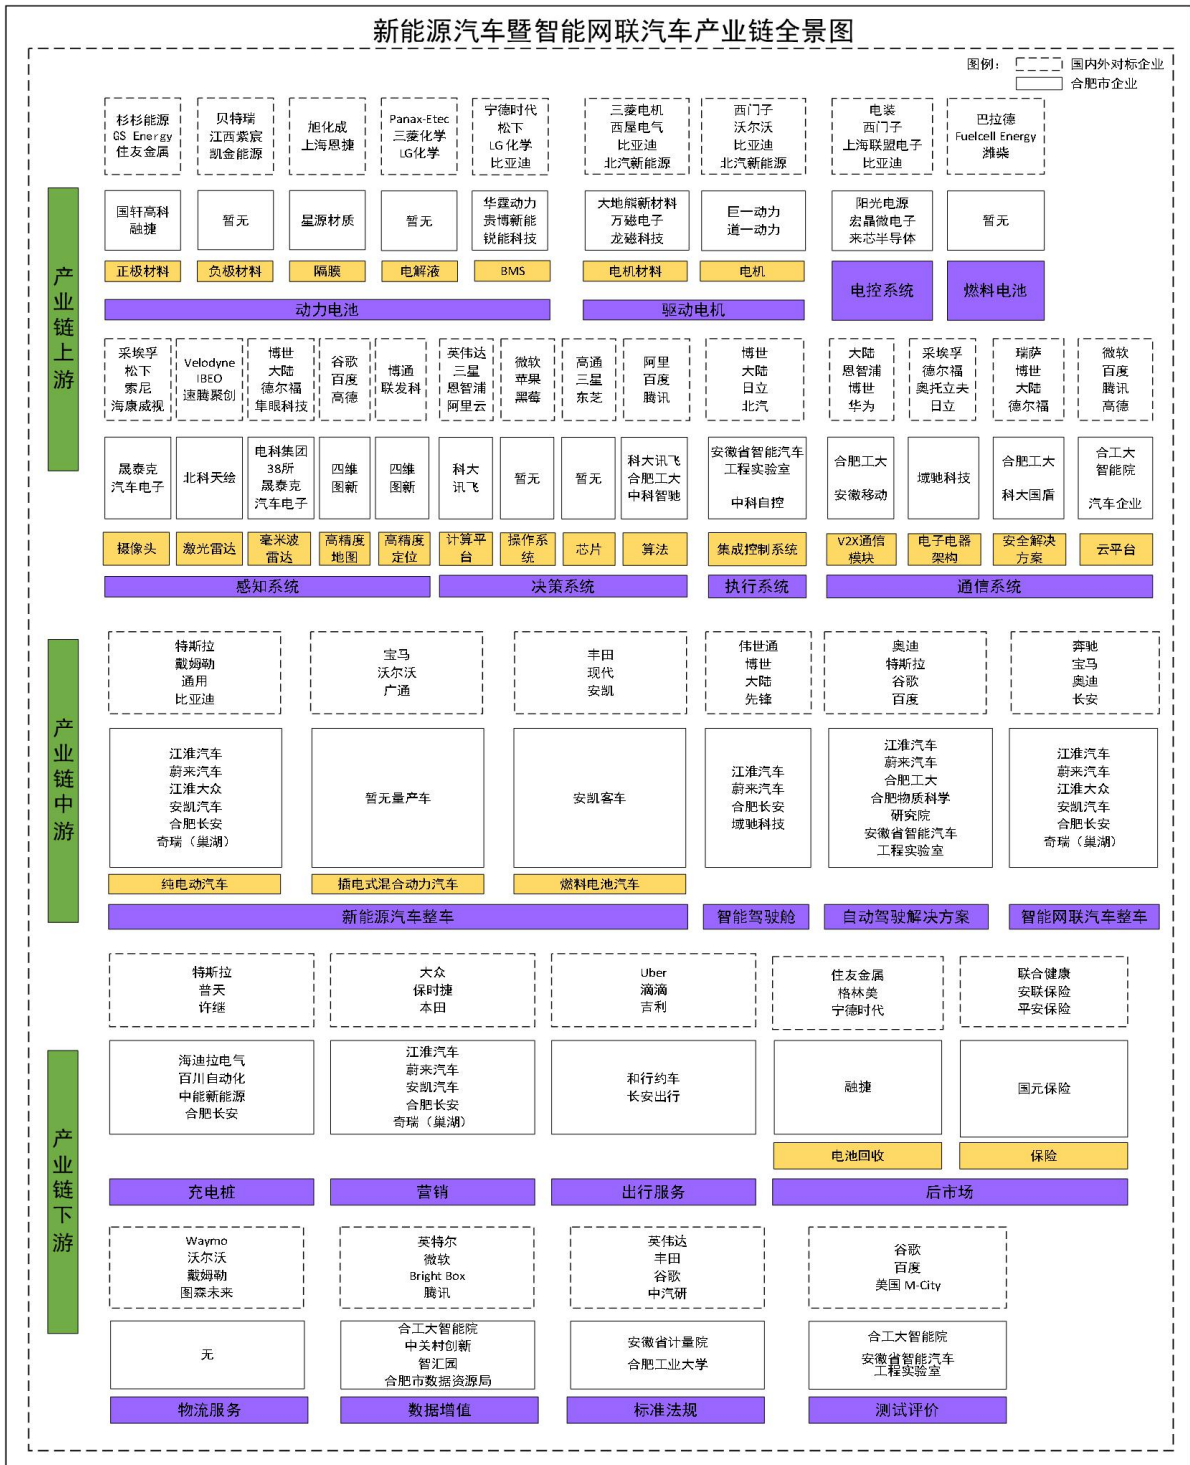 新能源汽车暨智能网联汽车产业链全景图
图例：
国内外对标企业
合肥市企业
产业链上游
杉杉能源
GS Energy
住友金属
贝特瑞
江西紫宸
凯金能源
旭化成
上海恩捷
Panax-Etec
三菱化学
LG化学
宁德时代
松下
LG 化学
比亚迪
三菱电机
西屋电气
比亚迪
北汽新能源
西门子
沃尔沃
比亚迪
北汽新能源
电装
西门子
上海联盟电子
比亚迪
巴拉德
Fuelcell Energy
潍柴
国轩高科
融捷
暂无
星源材质
暂无
华霆动力
贵博新能
锐能科技
大地熊新材料
万磁电子
龙磁科技
巨一动力
道一动力
阳光电源
宏晶微电子
来芯半导体
暂无
正极材料
负极材料
隔膜
电解液
BMS
电机材料
电机
电控系统
燃料电池
动力电池
驱动电机
采埃孚
松下
索尼
海康威视
Velodyne
IBEO
速腾聚创
博世
大陆
德尔福
隼眼科技
谷歌
百度
高德
博通
联发科
英伟达
三星
恩智浦
阿里云
微软
苹果
黑莓
高通
三星
东芝
阿里
百度
腾讯
博世
大陆
日立
北汽
大陆
恩智浦
博世
华为
采埃孚
德尔福
奥托立夫
日立
瑞萨
博世
大陆
德尔福
微软
百度
腾讯
高德
晟泰克
汽车电子
北科天绘
电科集团
38所
晟泰克
汽车电子
四维
图新
四维
图新
科大
讯飞
暂无
暂无
科大讯飞
合肥工大
中科智驰
安徽省智能汽车
工程实验室
中科自控
合肥工大
安徽移动
域驰科技
合肥工大
科大国盾
合工大
智能院
汽车企业
摄像头
激光雷达
毫米波
雷达
高精度
地图
高精度
定位
计算平
台
操作系
统
芯片
算法
集成控制系统
V2X通信
模块
电子电器
架构
安全解决
方案
云平台
感知系统
决策系统
执行系统
通信系统
产业链中游
特斯拉
戴姆勒
通用
比亚迪
宝马
沃尔沃
广通
丰田
现代
安凯
伟世通
博世
大陆
先锋
奥迪
特斯拉
谷歌
百度
奔驰
宝马
奥迪
长安
江淮汽车
蔚来汽车
江淮大众
安凯汽车
合肥长安
奇瑞（巢湖）
暂无量产车
安凯客车
江淮汽车
蔚来汽车
合肥长安
域驰科技
江淮汽车
蔚来汽车
合肥工大
合肥物质科学
研究院
安徽省智能汽车
工程实验室
江淮汽车
蔚来汽车
江淮大众
安凯汽车
合肥长安
奇瑞（巢湖）
纯电动汽车
插电式混合动力汽车
燃料电池汽车
新能源汽车整车
智能驾驶舱
自动驾驶解决方案
智能网联汽车整车
产业链下游
特斯拉
普天
许继
大众
保时捷
本田
Uber
滴滴
吉利
住友金属
格林美
宁德时代
联合健康
安联保险
平安保险
海迪拉电气
百川自动化
中能新能源
合肥长安
江淮汽车
蔚来汽车
安凯汽车
合肥长安
奇瑞（巢湖）
和行约车
长安出行
融捷
国元保险
电池回收
保险
充电桩
营销
出行服务
后市场
Waymo
沃尔沃
戴姆勒
图森未来
英特尔
微软
Bright Box
腾讯
英伟达
丰田
谷歌
中汽研
谷歌
百度
美国 M-City
无
合工大智能院
中关村创新
智汇园
合肥市数据资源局
安徽省计量院
合肥工业大学
合工大智能院
安徽省智能汽车
工程实验室
物流服务
数据增值
标准法规
测试评价